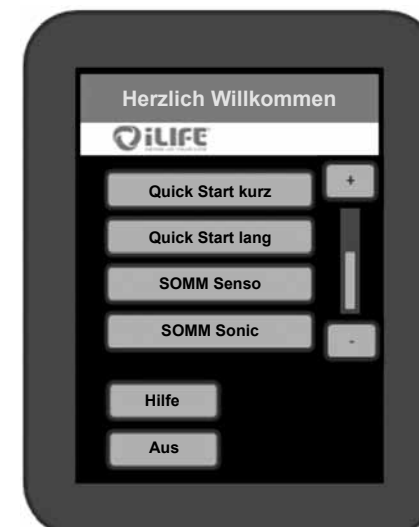 Herzlich Willkommen
iLIFE
Quick Start kurz
+
Quick Start lang
SOMM Senso
SOMM Sonic
-
Hilfe
Aus